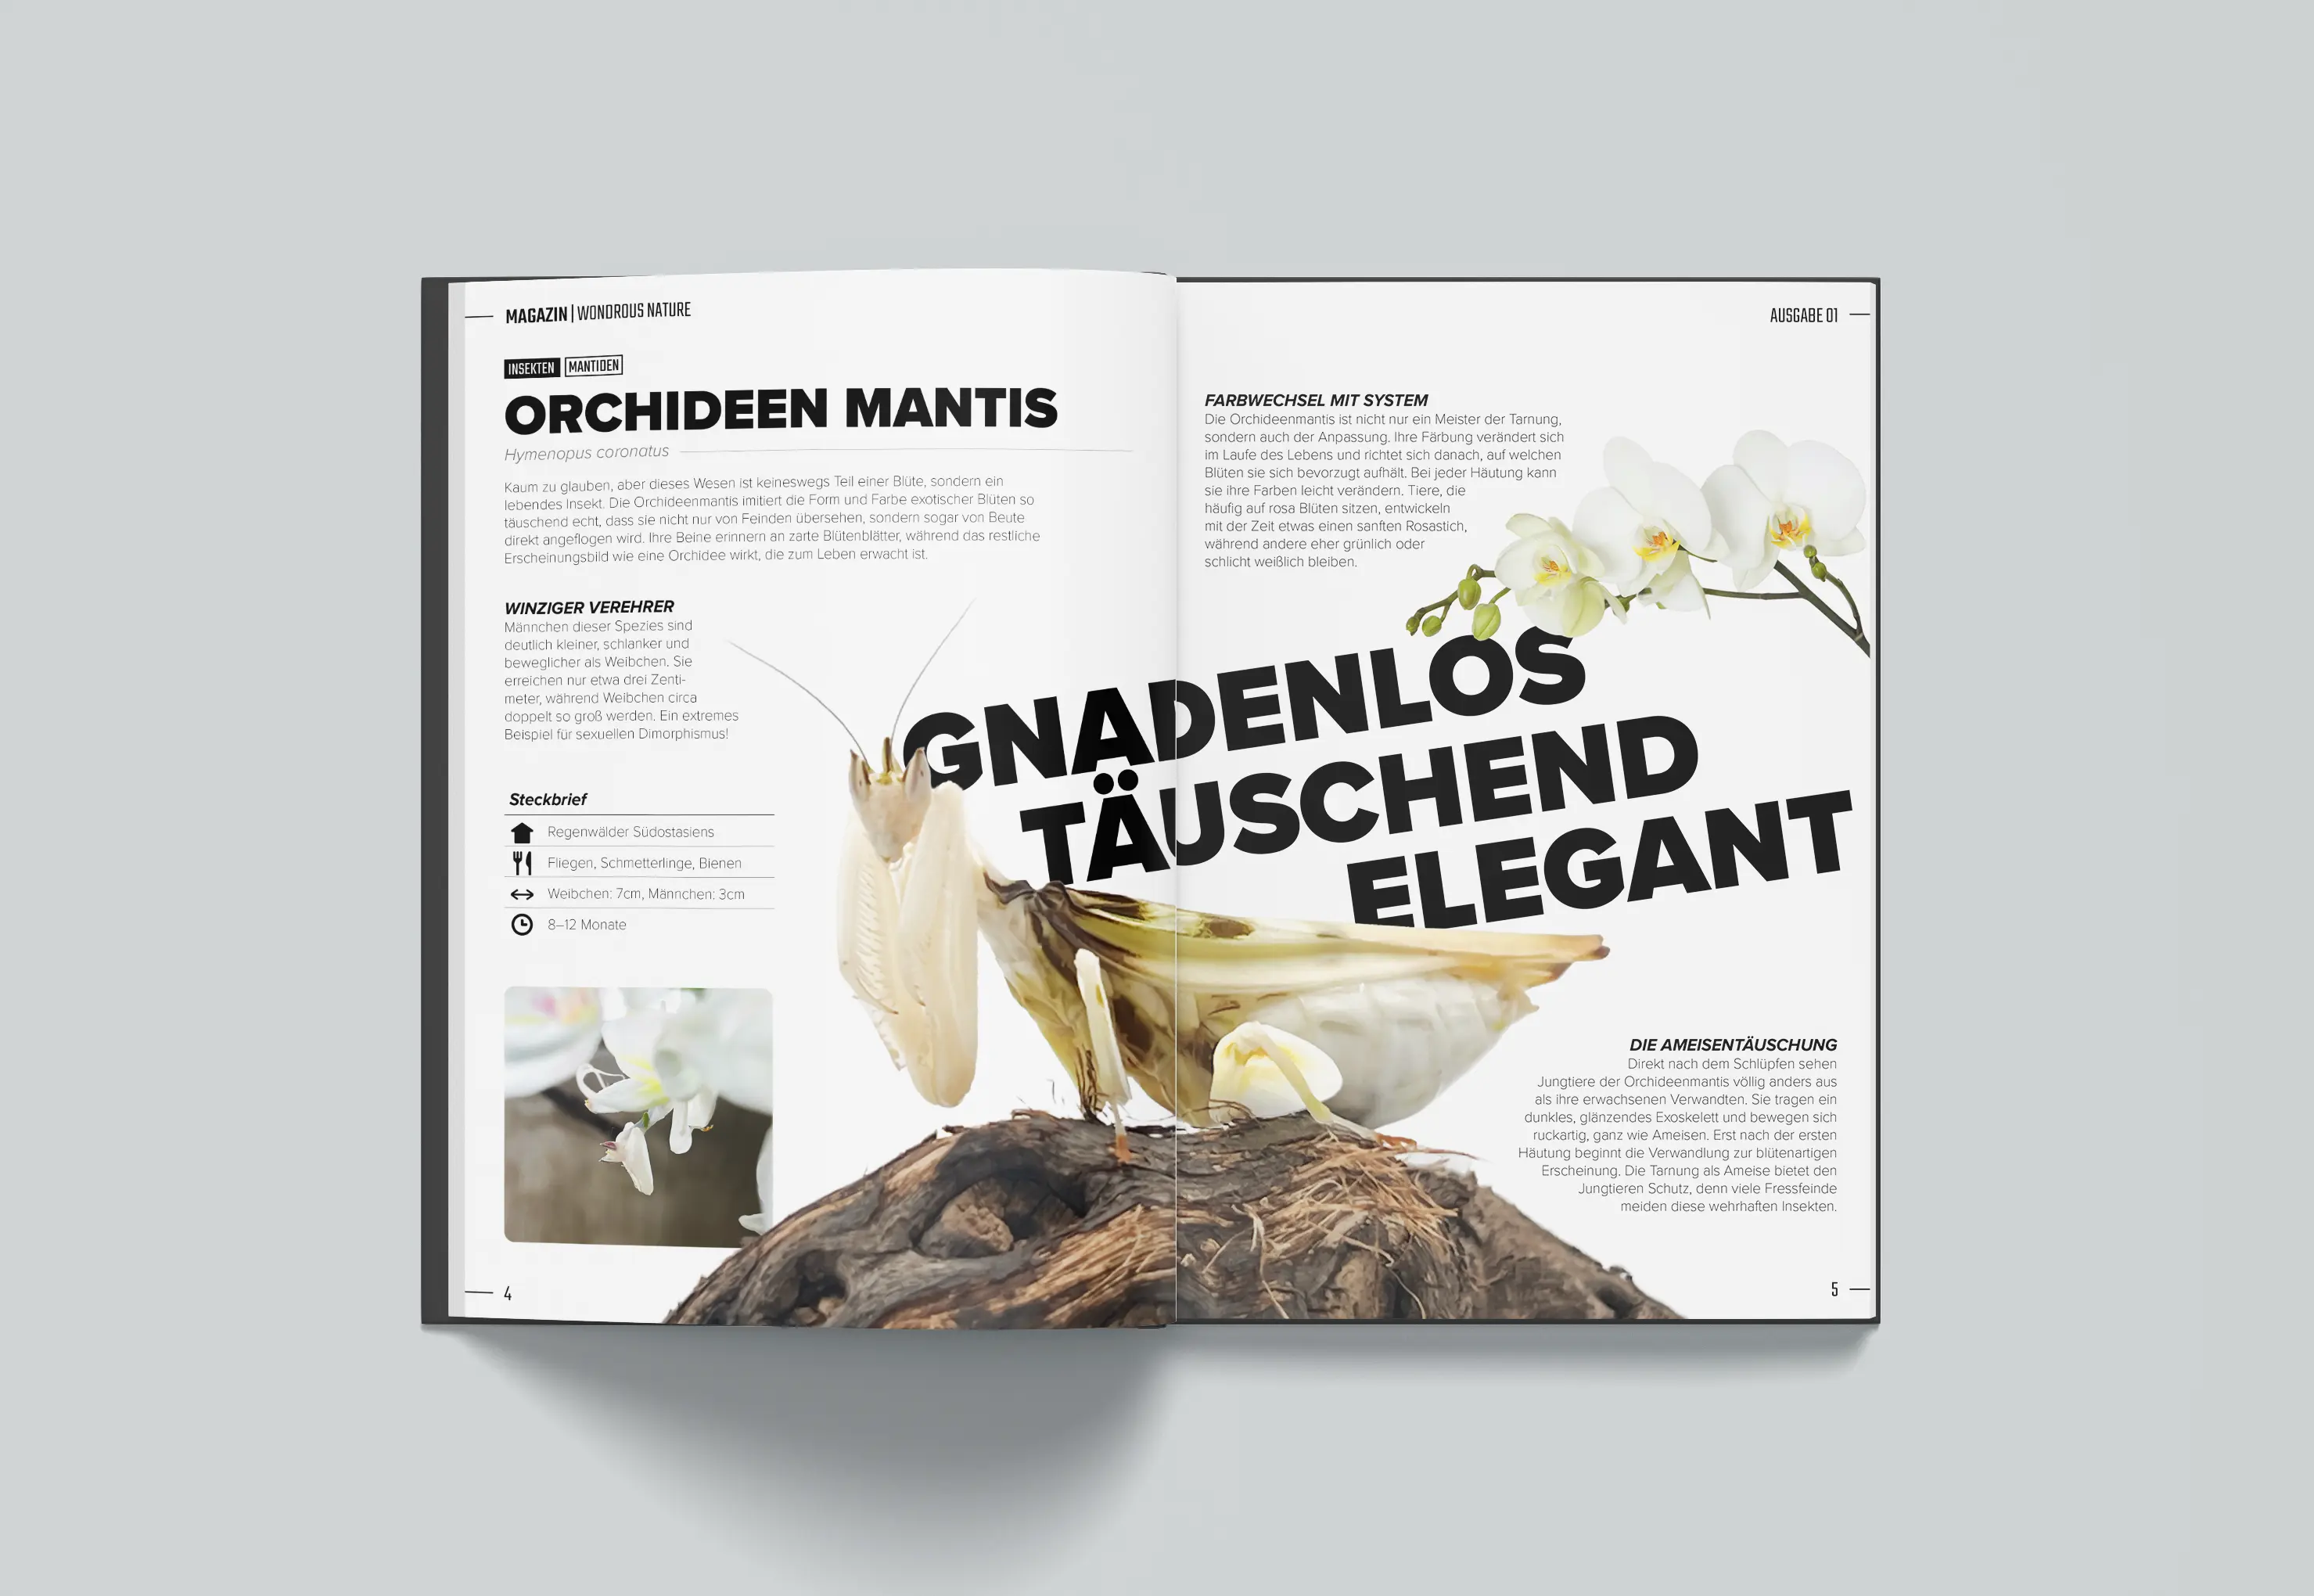 MAGAZIN | WONDROUS NATURE
INSEKTEN MANTIDEN
ORCHIDEEN MANTIS
Hymenopus coronatus
Kaum zu glauben, aber dieses Wesen ist keineswegs Teil einer Blüte, sondern ein
lebendes Insekt. Die Orchideenmantis imitiert die Form und Farbe exotischer Blüten so
täuschend echt, dass sie nicht nur von Feinden übersehen, sondern sogar von Beute
direkt angeflogen wird. Ihre Beine erinnern an zarte Blütenblätter, während das restliche
Erscheinungsbild wie eine Orchidee wirkt, die zum Leben erwacht ist.
WINZIGER VEREHRER
Männchen dieser Spezies sind
deutlich kleiner, schlanker und
beweglicher als Weibchen. Sie
erreichen nur etwa drei Zenti-
meter, während Weibchen circa
doppelt so groß werden. Ein extremes
Beispiel für sexuellen Dimorphismus!
Steckbrief
Regenwälder Südostasiens
Fliegen, Schmetterlinge, Bienen
Weibchen: 7cm, Männchen: 3cm
8–12 Monate
4
AUSGABE 01
FARBWECHSEL MIT SYSTEM
Die Orchideenmantis ist nicht nur ein Meister der Tarnung,
sondern auch der Anpassung. Ihre Färbung verändert sich
im Laufe des Lebens und richtet sich danach, auf welchen
Blüten sie sich bevorzugt aufhält. Bei jeder Häutung kann
sie ihre Farben leicht verändern. Tiere, die
häufig auf rosa Blüten sitzen, entwickeln
mit der Zeit etwas einen sanften Rosastich,
während andere eher grünlich oder
schlicht weißlich bleiben.
GNADENLOS
TÄUSCHEND
ELEGANT
DIE AMEISENTÄUSCHUNG
Direkt nach dem Schlüpfen sehen
Jungtiere der Orchideenmantis völlig anders aus
als ihre erwachsenen Verwandten. Sie tragen ein
dunkles, glänzendes Exoskelett und bewegen sich
ruckartig, ganz wie Ameisen. Erst nach der ersten
Häutung beginnt die Verwandlung zur blütenartigen
Erscheinung. Die Tarnung als Ameise bietet den
Jungtieren Schutz, denn viele Fressfeinde
meiden diese wehrhaften Insekten.
5